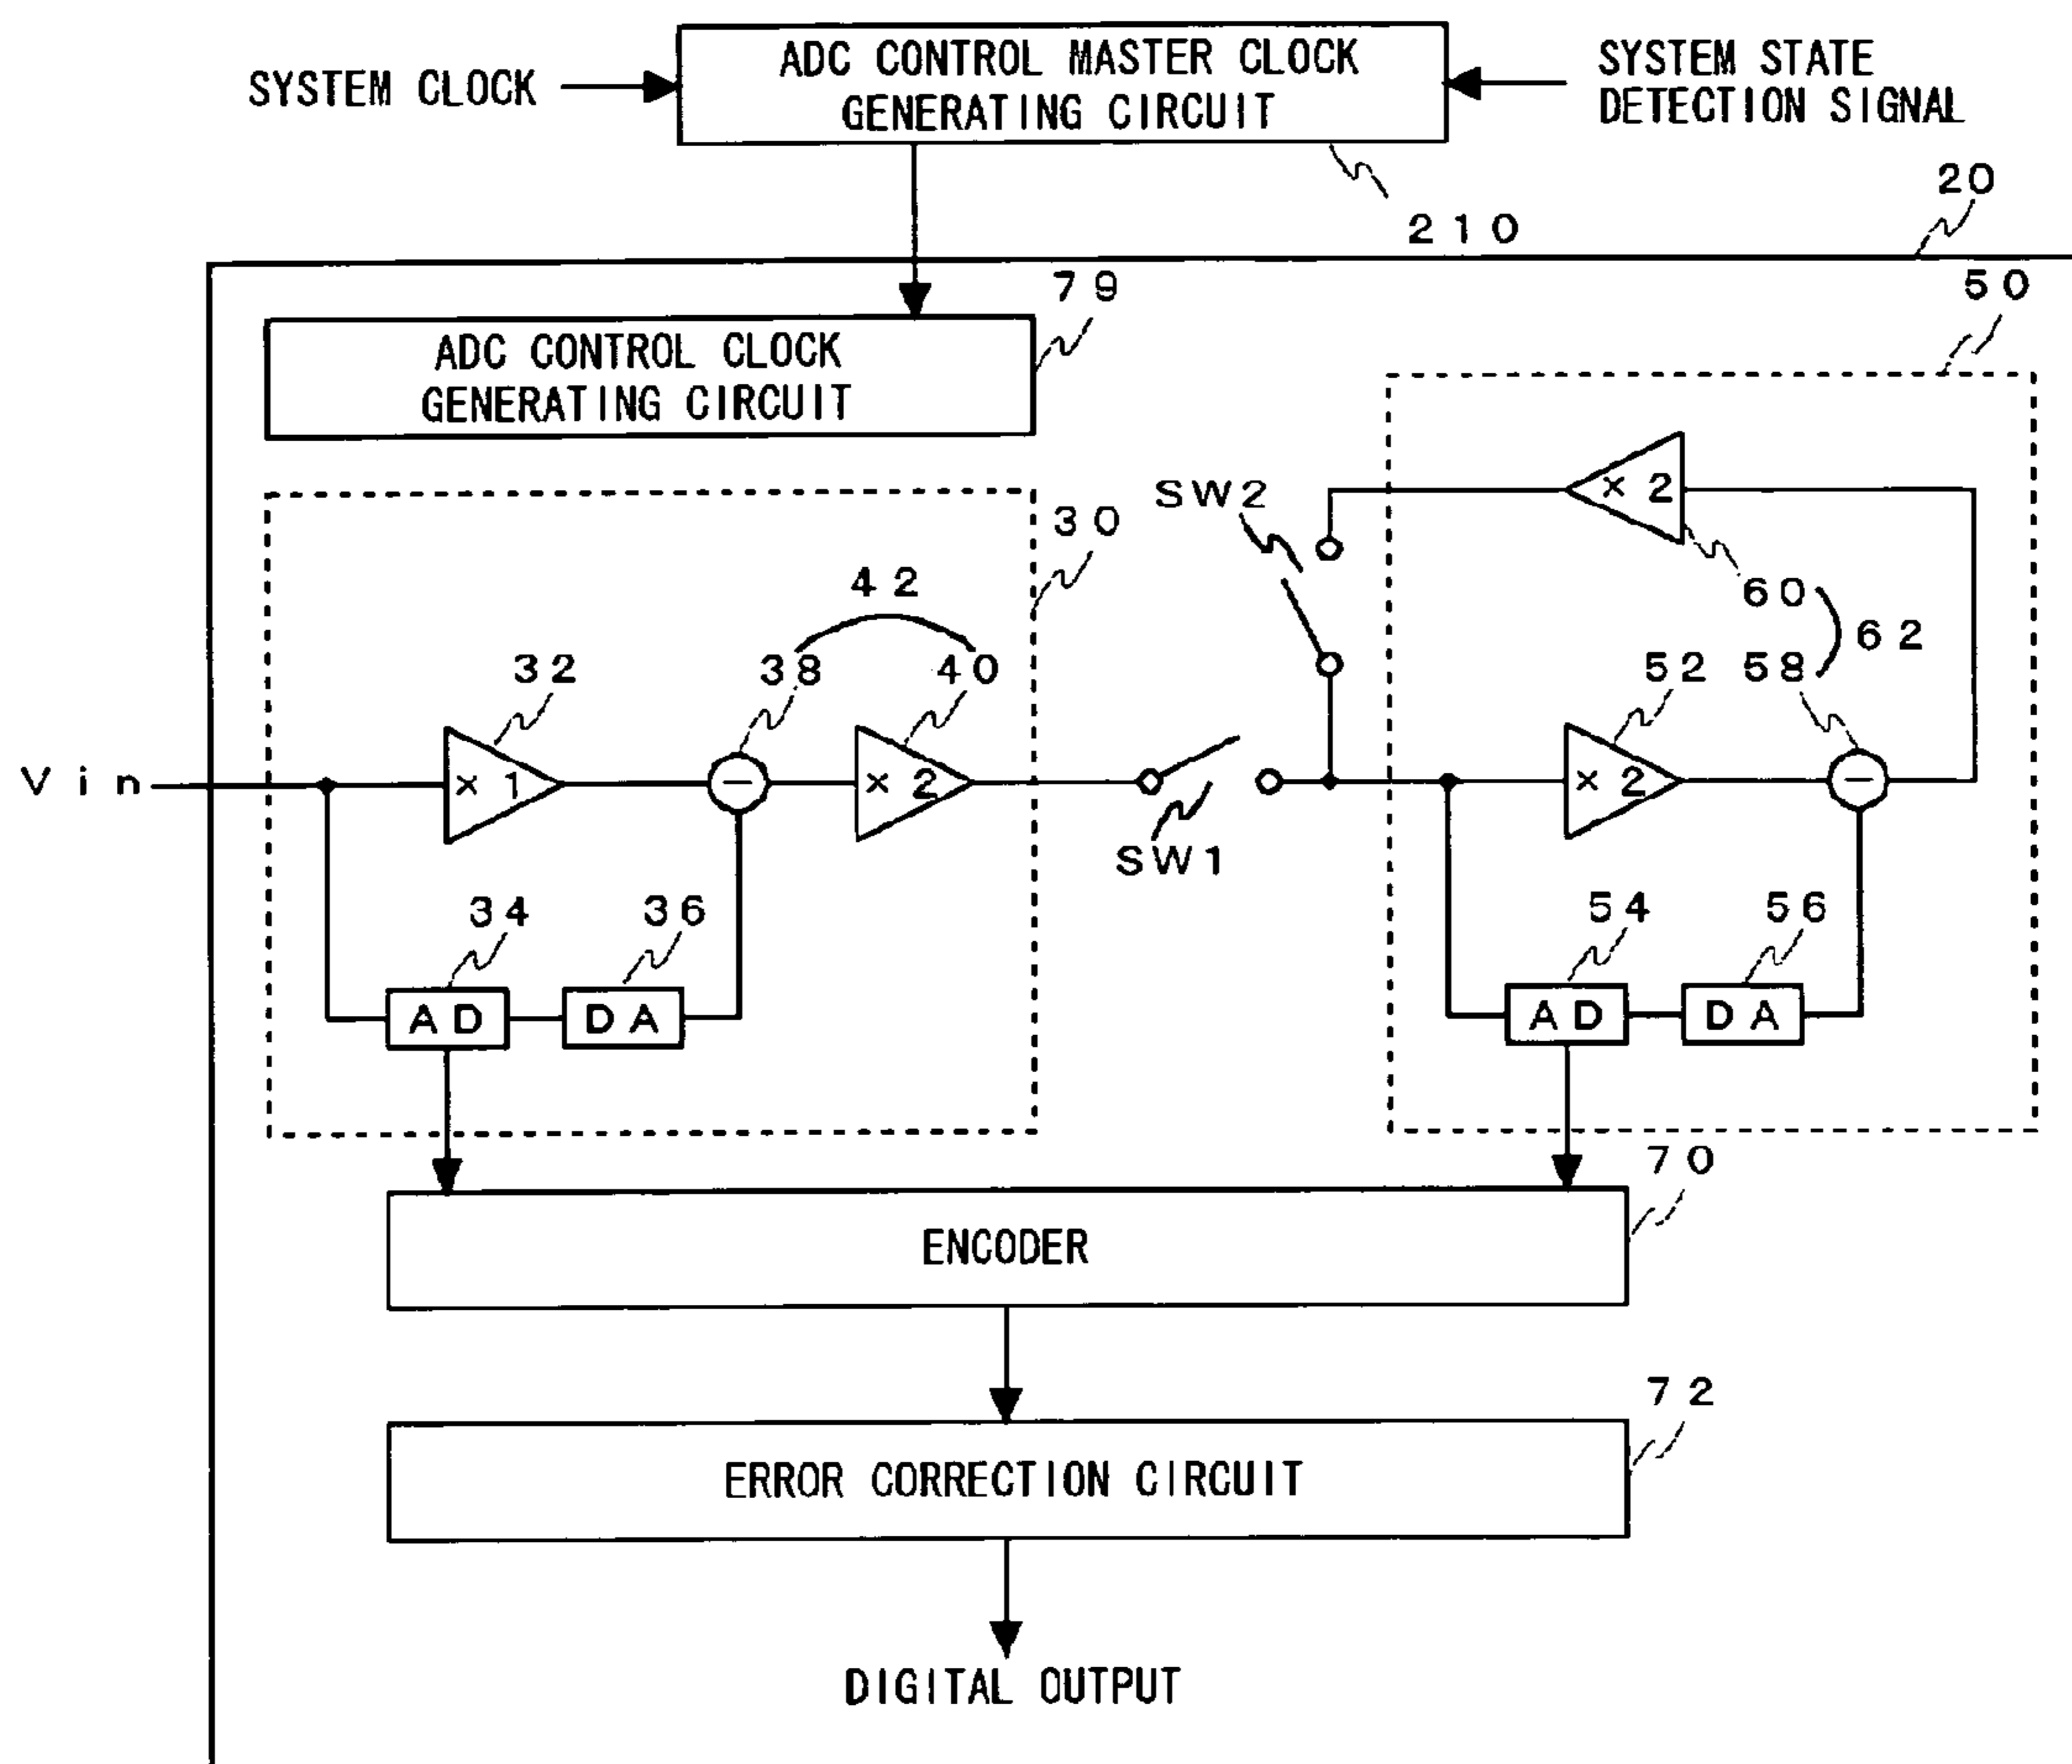 SYSTEM CLOCK
ADC CONTROL MASTER CLOCK
GENERATING CIRCUIT
SYSTEM STATE
DETECTION SIGNAL
210
20
79
50
ADC CONTROL CLOCK
GENERATING CIRCUIT
30
SW2
×2
60
62
42
32
38
40
52
58
Vin
×1
−
×2
SW1
×2
−
34
36
54
56
AD
DA
AD
DA
70
ENCODER
72
ERROR CORRECTION CIRCUIT
DIGITAL OUTPUT